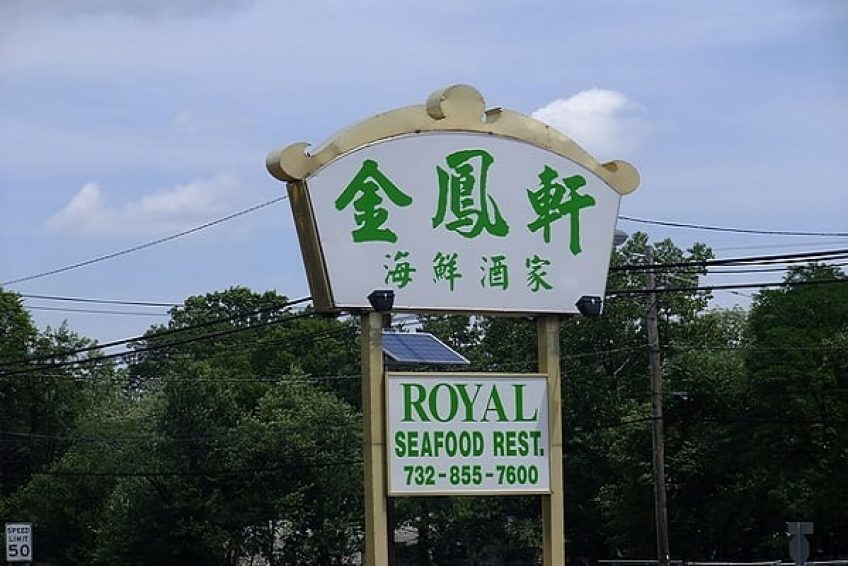 金鳳軒
海鮮酒家
ROYAL
SEAFOOD REST.
732-855-7600
SPEED
LIMIT
50